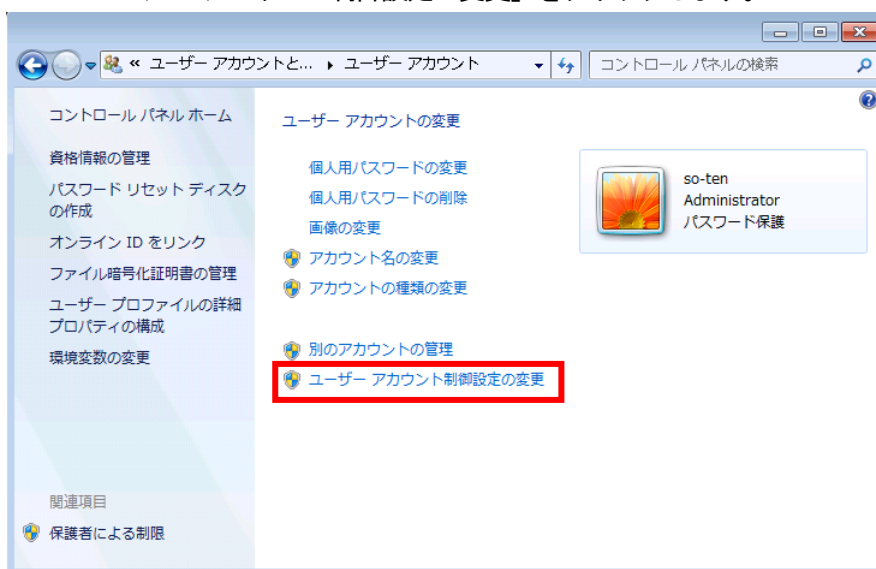 « ユーザー アカウントと... ▸ ユーザー アカウント
コントロール パネルの検索
コントロール パネル ホーム
資格情報の管理
パスワード リセット ディスク
の作成
オンライン ID をリンク
ファイル暗号化証明書の管理
ユーザー プロファイルの詳細
プロパティの構成
環境変数の変更
関連項目
保護者による制限
ユーザー アカウントの変更
個人用パスワードの変更
個人用パスワードの削除
画像の変更
アカウント名の変更
アカウントの種類の変更
別のアカウントの管理
ユーザー アカウント制御設定の変更
so-ten
Administrator
パスワード保護